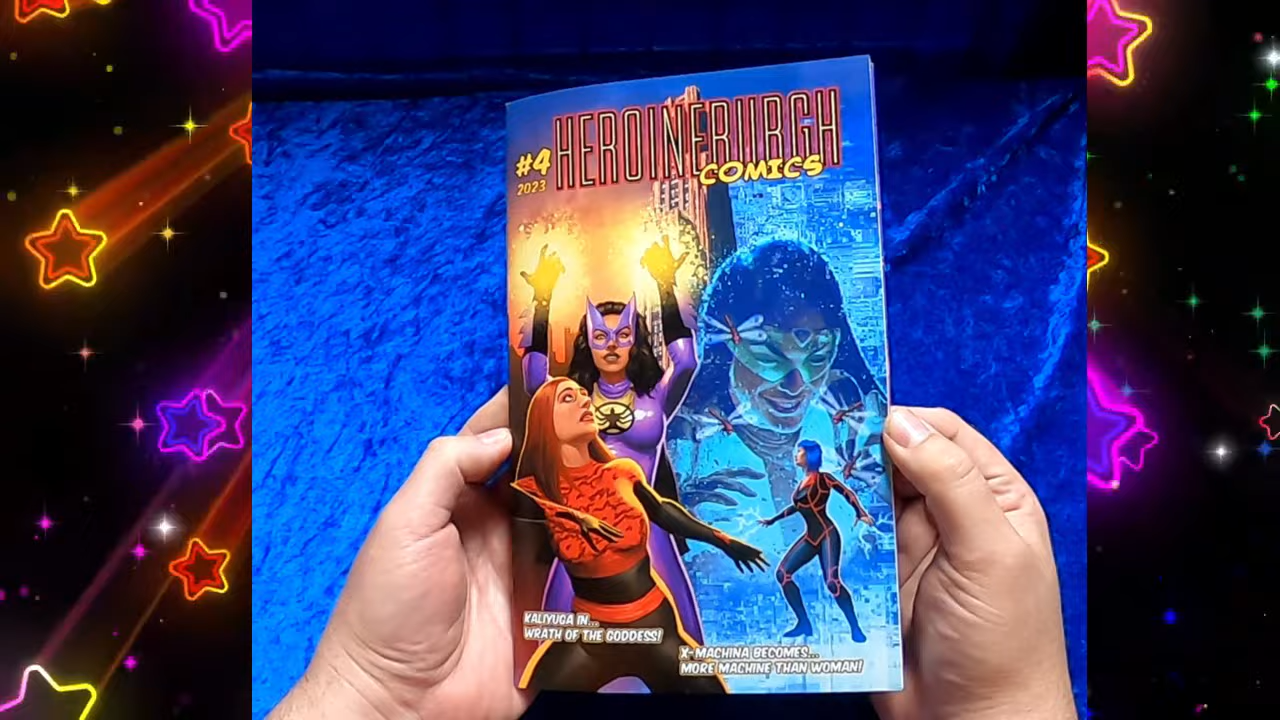 HEROINEBURGH
#4
COMICS
2023
KALIYUGA IN...
WRATH OF THE GODDESS!
X-MACHINA BECOMES...
MORE MACHINE THAN WOMAN!